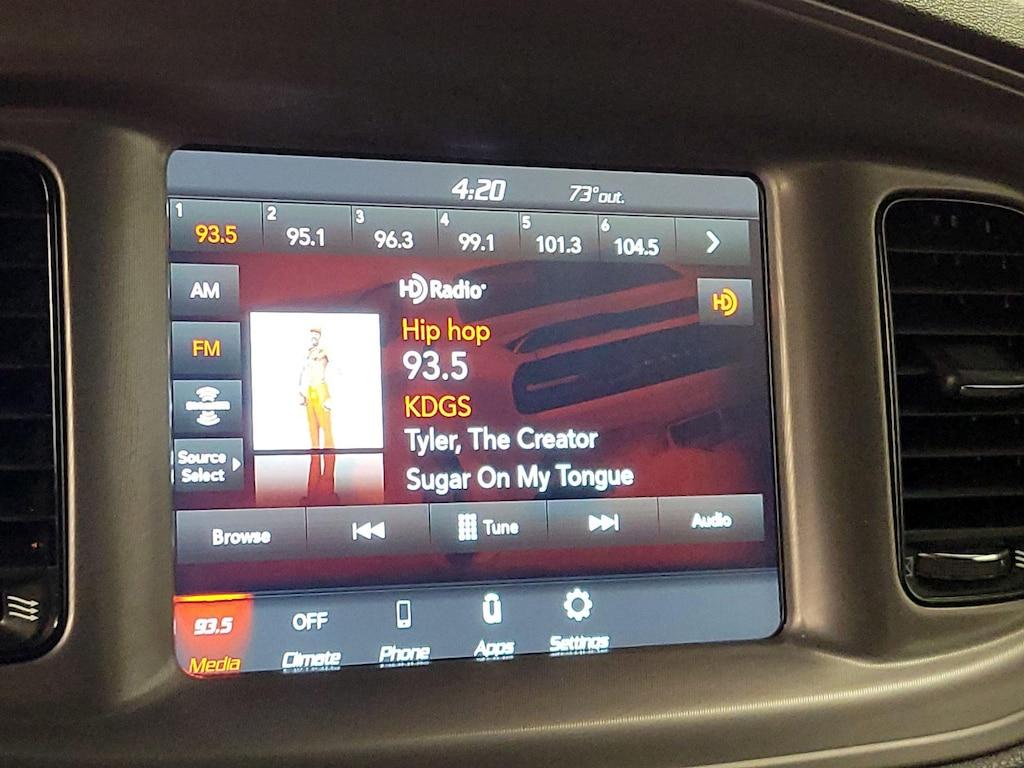 4:20 73° out.
1 93.5 2 95.1 3 96.3 4 99.1 5 101.3 6 104.5
AM
HD Radio
HD
Hip hop
FM
93.5
KDGS
Tyler, The Creator
Source
Select
Sugar On My Tongue
Browse Tune Audio
93.5 OFF
Media Climate Phone Apps Settings